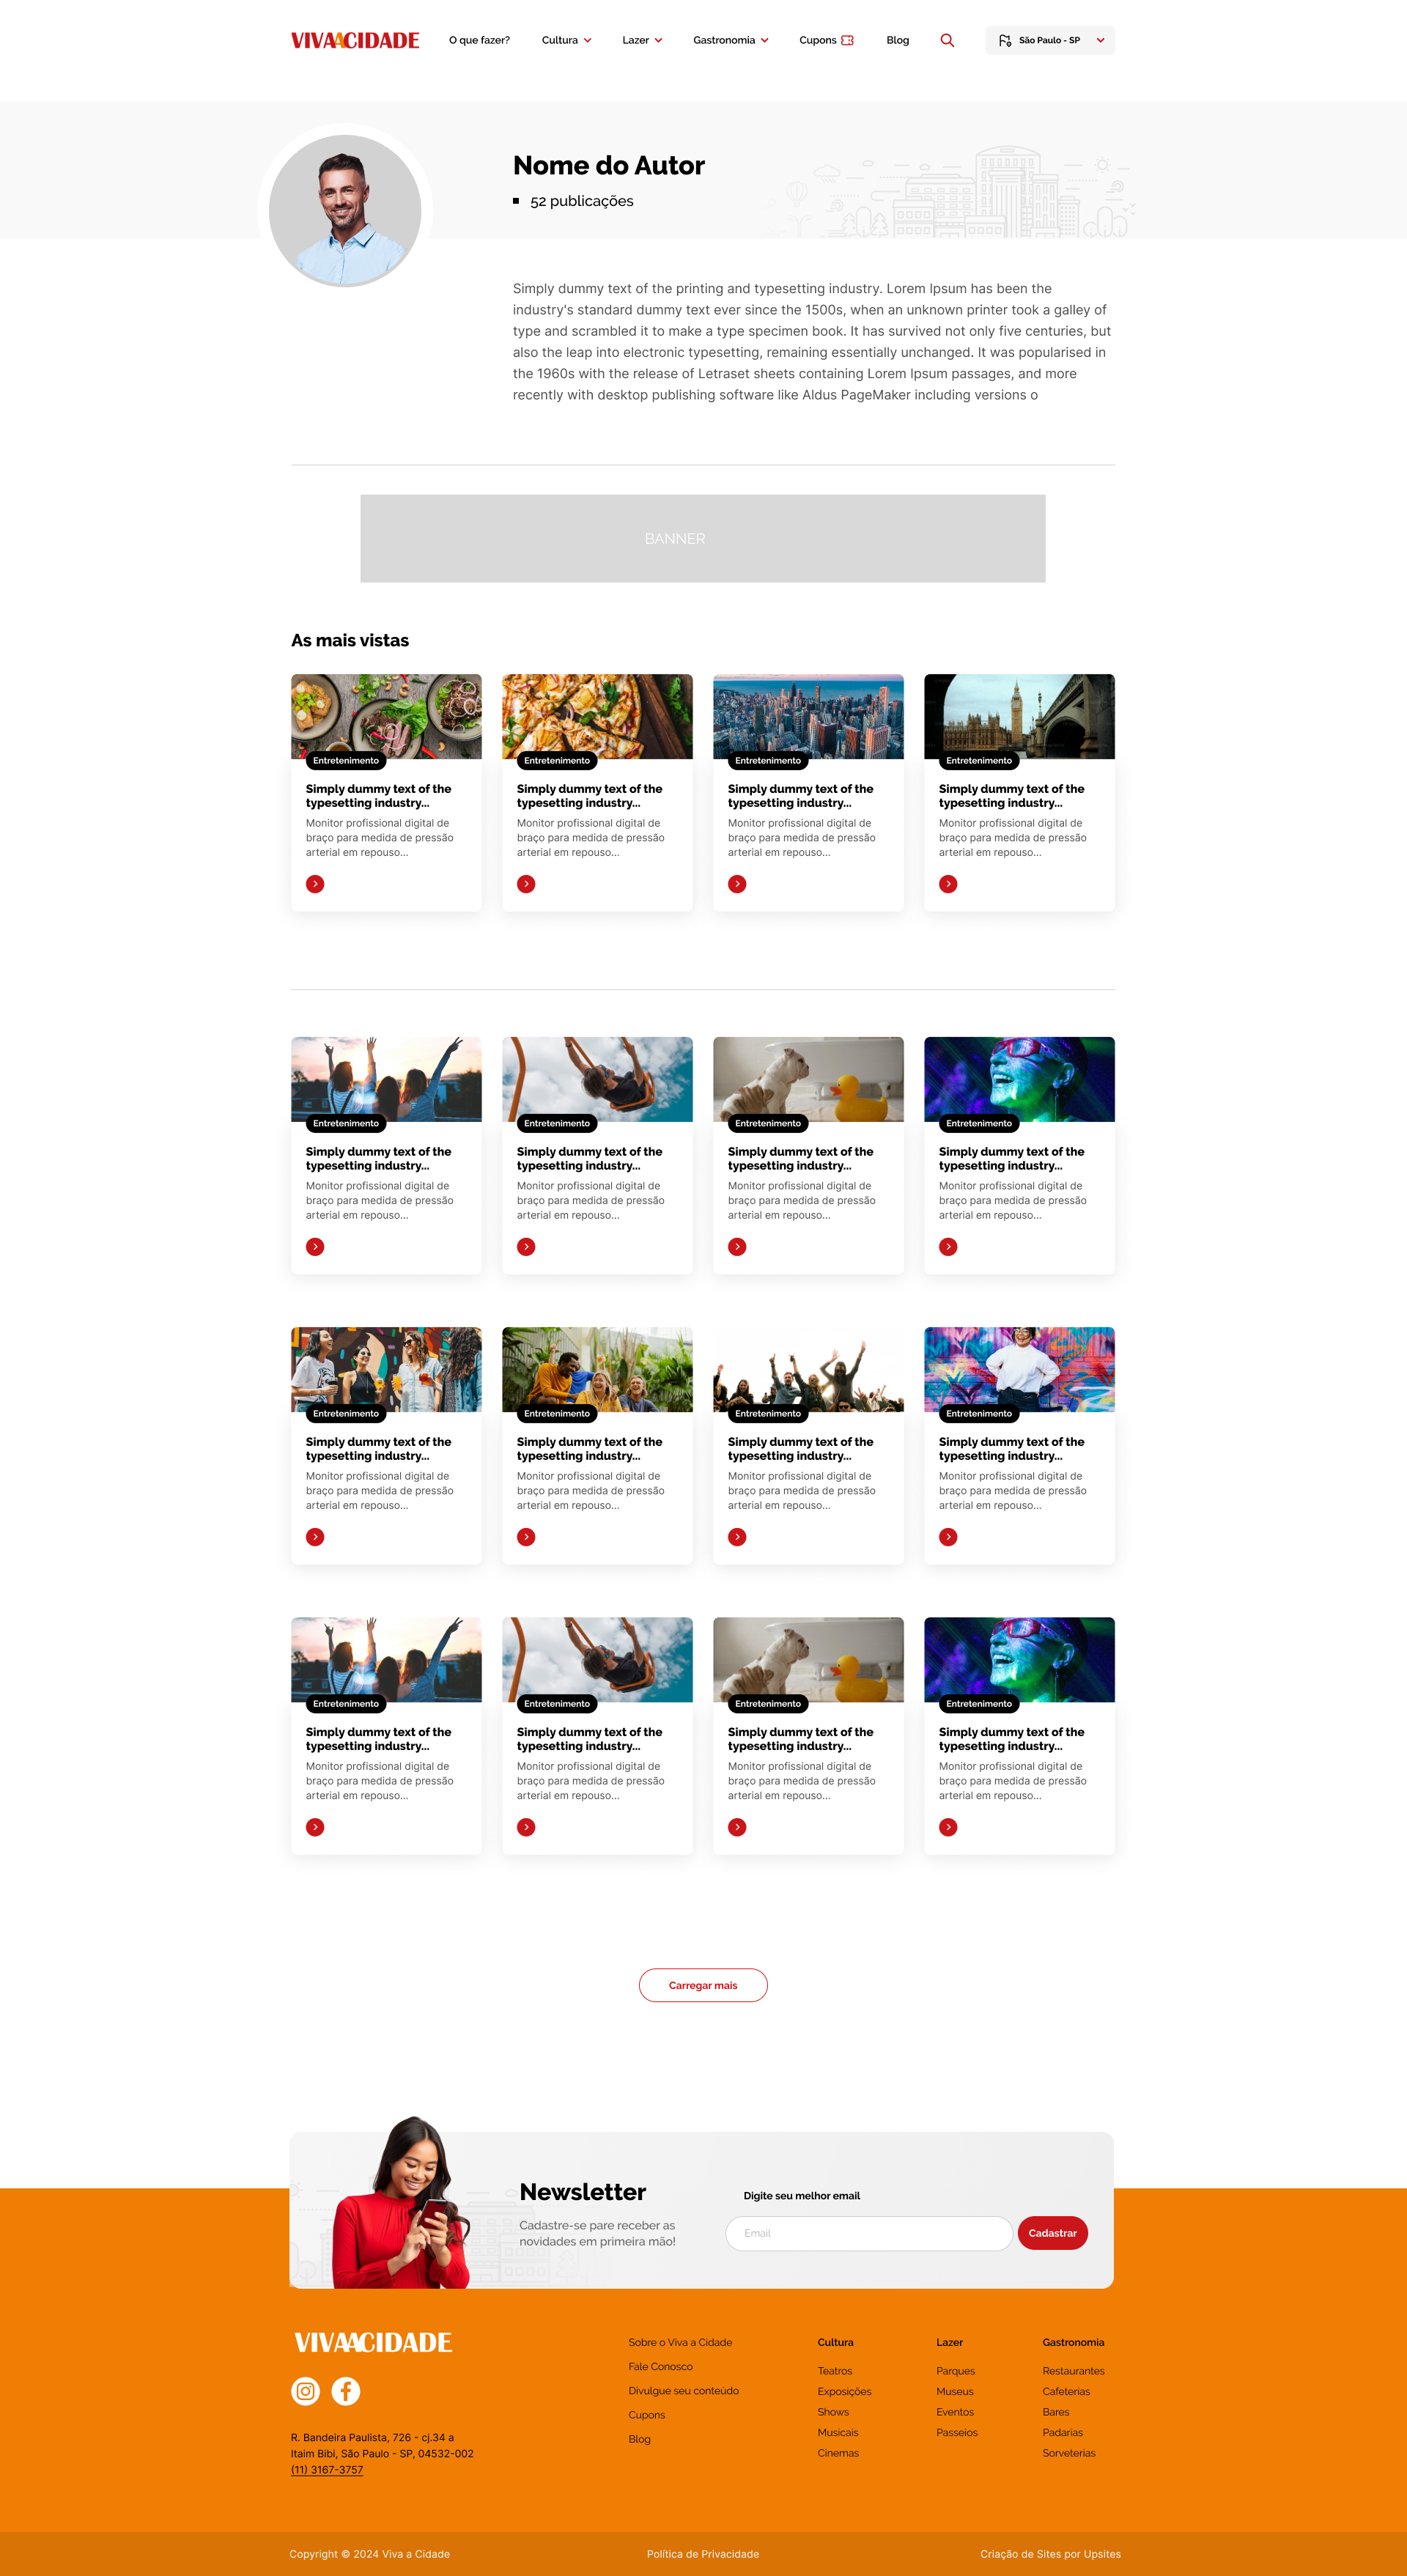 VIVAACIDADE
O que fazer?
Cultura
Lazer
Gastronomia
Cupons
Blog
São Paulo - SP
Nome do Autor
52 publicações
Simply dummy text of the printing and typesetting industry. Lorem Ipsum has been the
industry's standard dummy text ever since the 1500s, when an unknown printer took a galley of
type and scrambled it to make a type specimen book. It has survived not only five centuries, but
also the leap into electronic typesetting, remaining essentially unchanged. It was popularised in
the 1960s with the release of Letraset sheets containing Lorem Ipsum passages, and more
recently with desktop publishing software like Aldus PageMaker including versions o
BANNER
As mais vistas
Entretenimento
Simply dummy text of the
typesetting industry...
Monitor profissional digital de
braço para medida de pressão
arterial em repouso...
Entretenimento
Simply dummy text of the
typesetting industry...
Monitor profissional digital de
braço para medida de pressão
arterial em repouso...
Entretenimento
Simply dummy text of the
typesetting industry...
Monitor profissional digital de
braço para medida de pressão
arterial em repouso...
Entretenimento
Simply dummy text of the
typesetting industry...
Monitor profissional digital de
braço para medida de pressão
arterial em repouso...
Entretenimento
Simply dummy text of the
typesetting industry...
Monitor profissional digital de
braço para medida de pressão
arterial em repouso...
Entretenimento
Simply dummy text of the
typesetting industry...
Monitor profissional digital de
braço para medida de pressão
arterial em repouso...
Entretenimento
Simply dummy text of the
typesetting industry...
Monitor profissional digital de
braço para medida de pressão
arterial em repouso...
Entretenimento
Simply dummy text of the
typesetting industry...
Monitor profissional digital de
braço para medida de pressão
arterial em repouso...
Entretenimento
Simply dummy text of the
typesetting industry...
Monitor profissional digital de
braço para medida de pressão
arterial em repouso...
Entretenimento
Simply dummy text of the
typesetting industry...
Monitor profissional digital de
braço para medida de pressão
arterial em repouso...
Entretenimento
Simply dummy text of the
typesetting industry...
Monitor profissional digital de
braço para medida de pressão
arterial em repouso...
Entretenimento
Simply dummy text of the
typesetting industry...
Monitor profissional digital de
braço para medida de pressão
arterial em repouso...
Entretenimento
Simply dummy text of the
typesetting industry...
Monitor profissional digital de
braço para medida de pressão
arterial em repouso...
Entretenimento
Simply dummy text of the
typesetting industry...
Monitor profissional digital de
braço para medida de pressão
arterial em repouso...
Entretenimento
Simply dummy text of the
typesetting industry...
Monitor profissional digital de
braço para medida de pressão
arterial em repouso...
Entretenimento
Simply dummy text of the
typesetting industry...
Monitor profissional digital de
braço para medida de pressão
arterial em repouso...
Carregar mais
Newsletter
Cadastre-se pare receber as
novidades em primeira mão!
Digite seu melhor email
Email
Cadastrar
VIVAACIDADE
R. Bandeira Paulista, 726 - cj.34 a
Itaim Bibi, São Paulo - SP, 04532-002
(11) 3167-3757
Sobre o Viva a Cidade
Fale Conosco
Divulgue seu conteúdo
Cupons
Blog
Cultura
Teatros
Exposições
Shows
Musicais
Cinemas
Lazer
Parques
Museus
Eventos
Passeios
Gastronomia
Restaurantes
Cafeterias
Bares
Padarias
Sorveterias
Copyright © 2024 Viva a Cidade
Política de Privacidade
Criação de Sites por Upsites